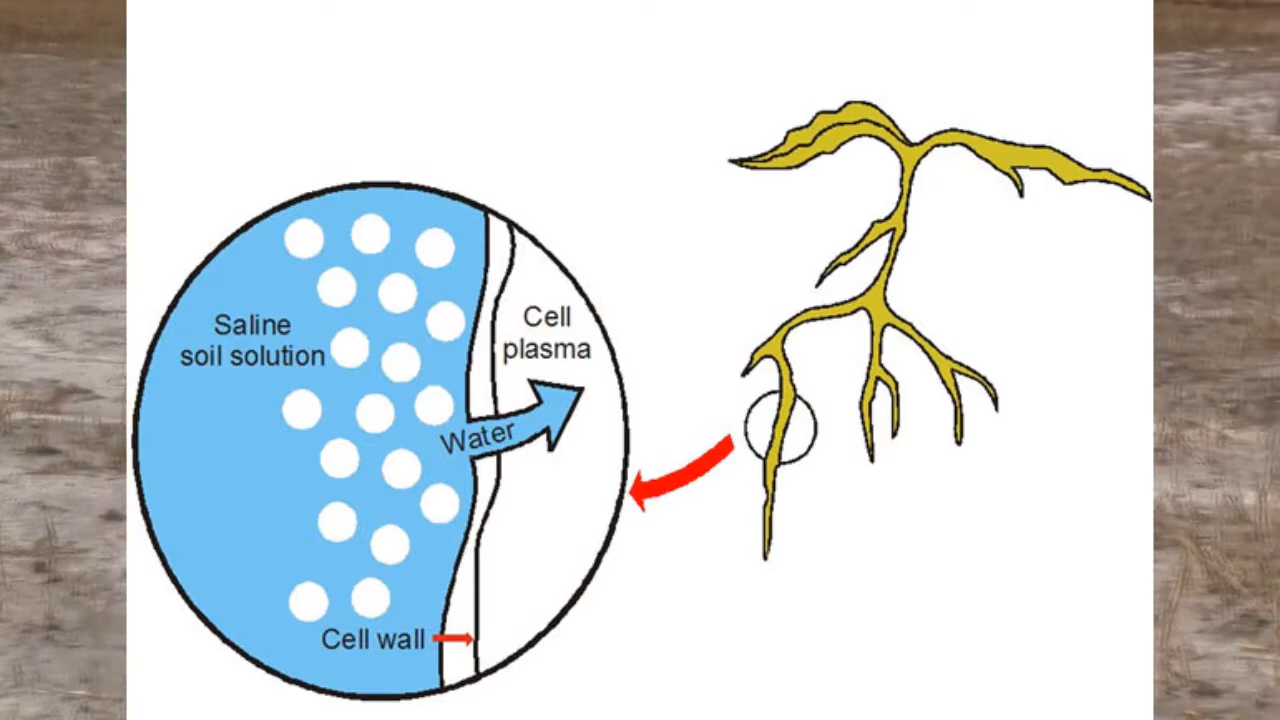 Saline
soil solution
Cell
plasma
Water
Cell wall